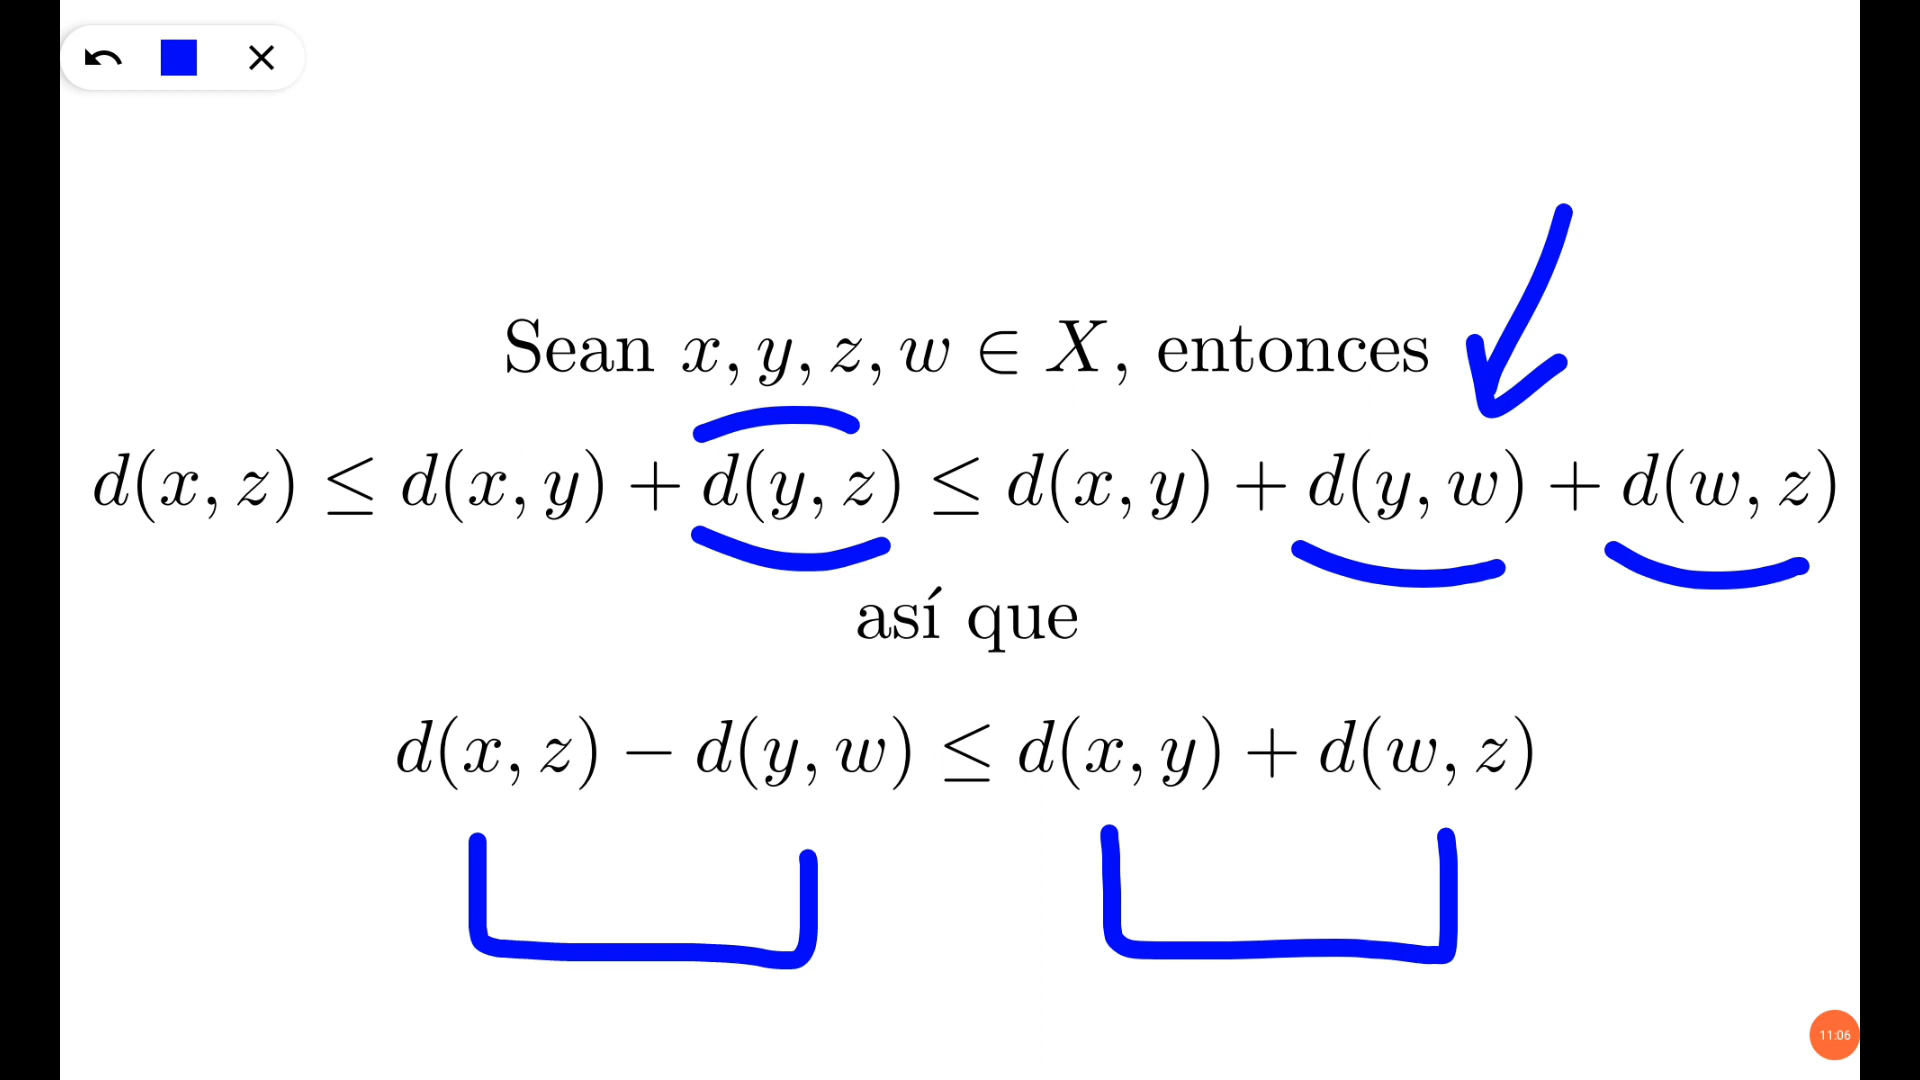 Sean x, y, z, w ∈ X, entonces
d(x, z) ≤ d(x, y) + d(y, z) ≤ d(x, y) + d(y, w) + d(w, z)
así que
d(x, z) − d(y, w) ≤ d(x, y) + d(w, z)
11:06